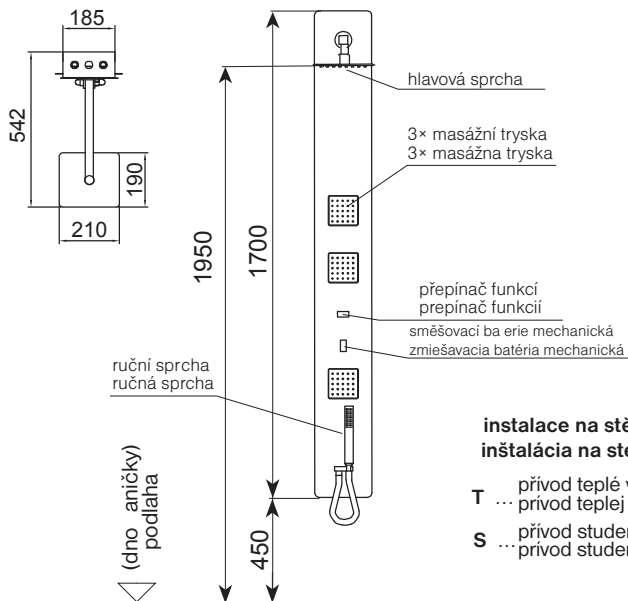 185
542
190
210
1950
1700
450
hlavová sprcha
3× masážní tryska
3× masážna tryska
přepínač funkcí
prepínač funkcií
směšovací ba erie mechanická
zmiešavacia batéria mechanická
ruční sprcha
ručná sprcha
(dno aničky)
podlaha
instalace na stě
inštalácia na ste
T ... přívod teplé v
prívod teplej
S ... přívod studer
prívod studer